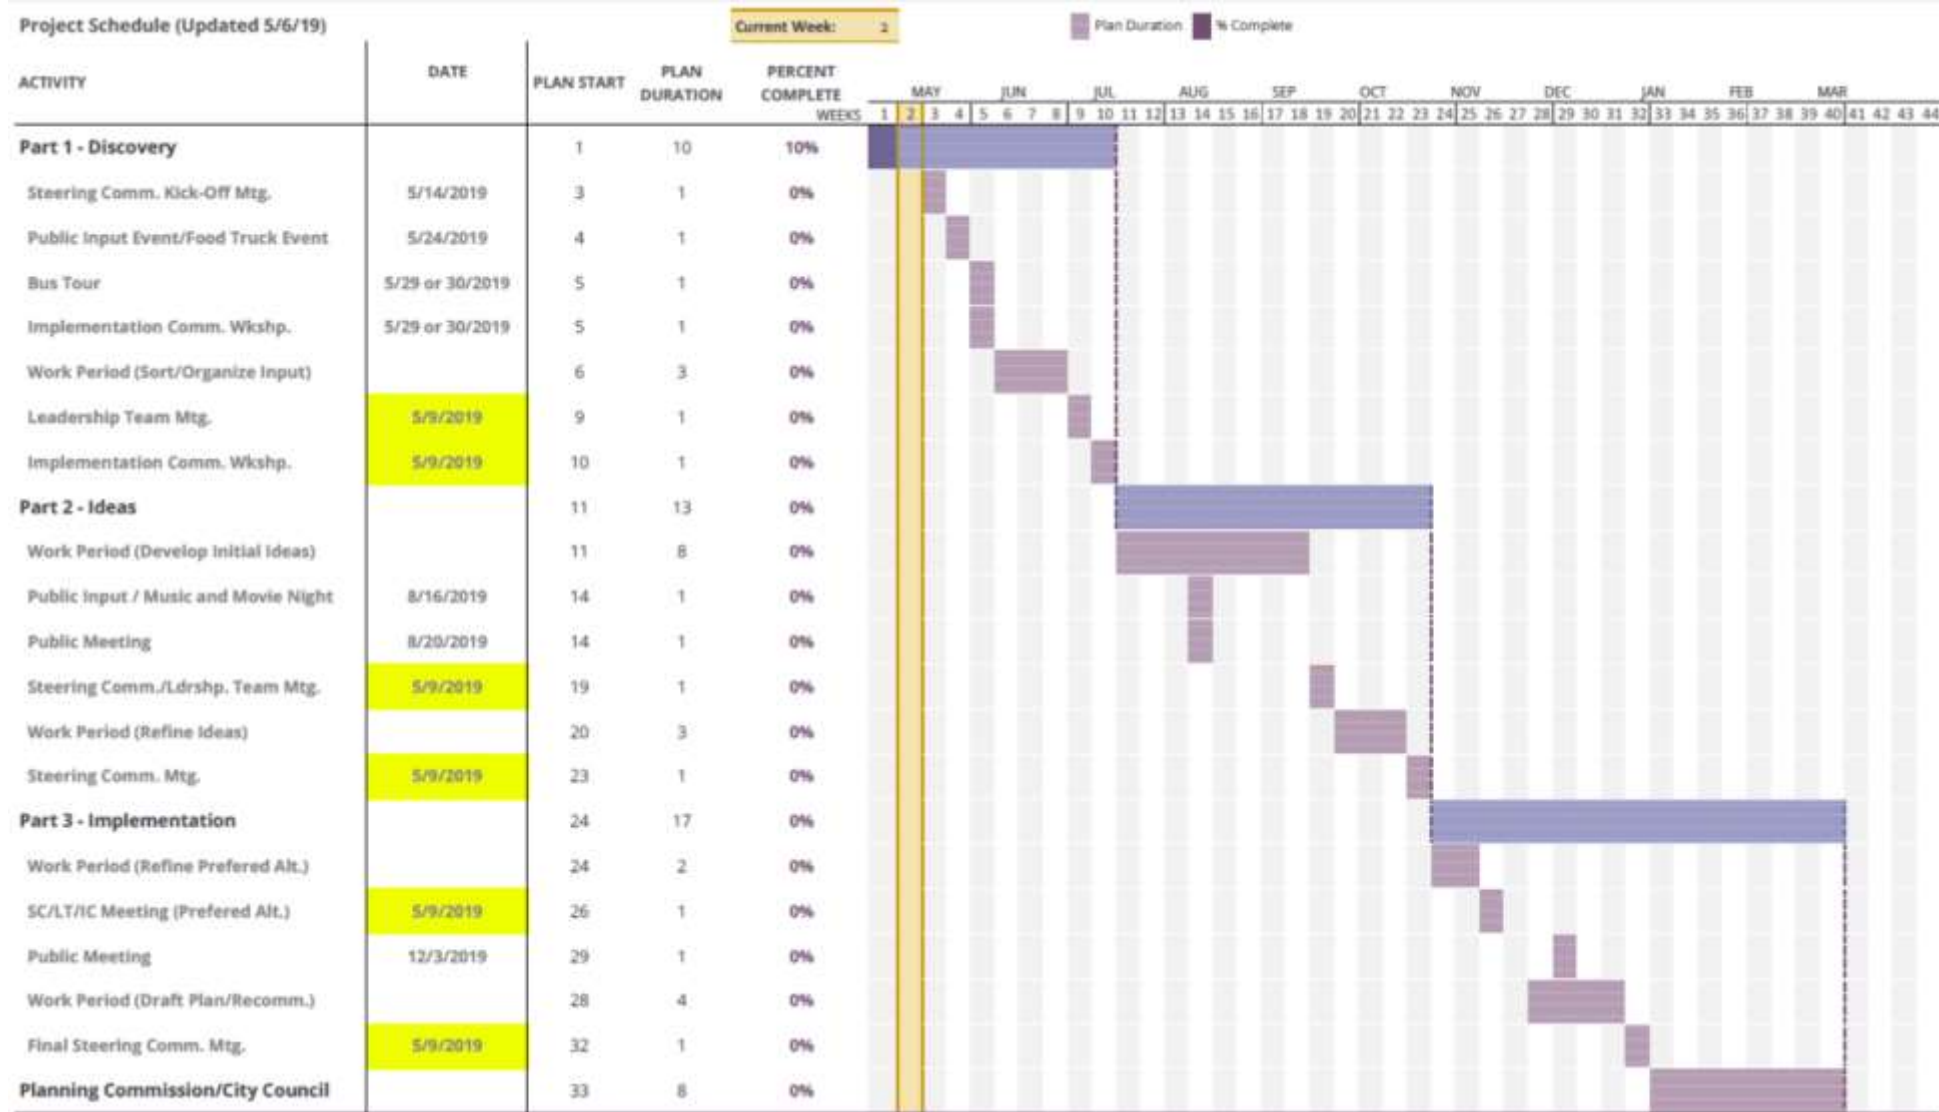 Project Schedule (Updated 5/6/19) Current Week: 2 Plan Duration % Complete
ACTIVITY DATE PLAN START PLAN DURATION PERCENT COMPLETE MAY JUN JUL AUG SEP OCT NOV DEC JAN FEB MAR
WEEKS 1 2 3 4 5 6 7 8 9 10 11 12 13 14 15 16 17 18 19 20 21 22 23 24 25 26 27 28 29 30 31 32 33 34 35 36 37 38 39 40 41 42 43 44
Part 1 - Discovery 1 10 10%
Steering Comm. Kick-Off Mtg. 5/14/2019 3 1 0%
Public Input Event/Food Truck Event 5/24/2019 4 1 0%
Bus Tour 5/29 or 30/2019 5 1 0%
Implementation Comm. Wkshp. 5/29 or 30/2019 5 1 0%
Work Period (Sort/Organize Input) 6 3 0%
Leadership Team Mtg. 5/9/2019 9 1 0%
Implementation Comm. Wkshp. 5/9/2019 10 1 0%
Part 2 - Ideas 11 13 0%
Work Period (Develop Initial Ideas) 11 8 0%
Public Input / Music and Movie Night 8/16/2019 14 1 0%
Public Meeting 8/20/2019 14 1 0%
Steering Comm./Ldrshp. Team Mtg. 5/9/2019 19 1 0%
Work Period (Refine Ideas) 20 3 0%
Steering Comm. Mtg. 5/9/2019 23 1 0%
Part 3 - Implementation 24 17 0%
Work Period (Refine Prefered Alt.) 24 2 0%
SC/LT/IC Meeting (Prefered Alt.) 5/9/2019 26 1 0%
Public Meeting 12/3/2019 29 1 0%
Work Period (Draft Plan/Recomm.) 28 4 0%
Final Steering Comm. Mtg. 5/9/2019 32 1 0%
Planning Commission/City Council 33 8 0%